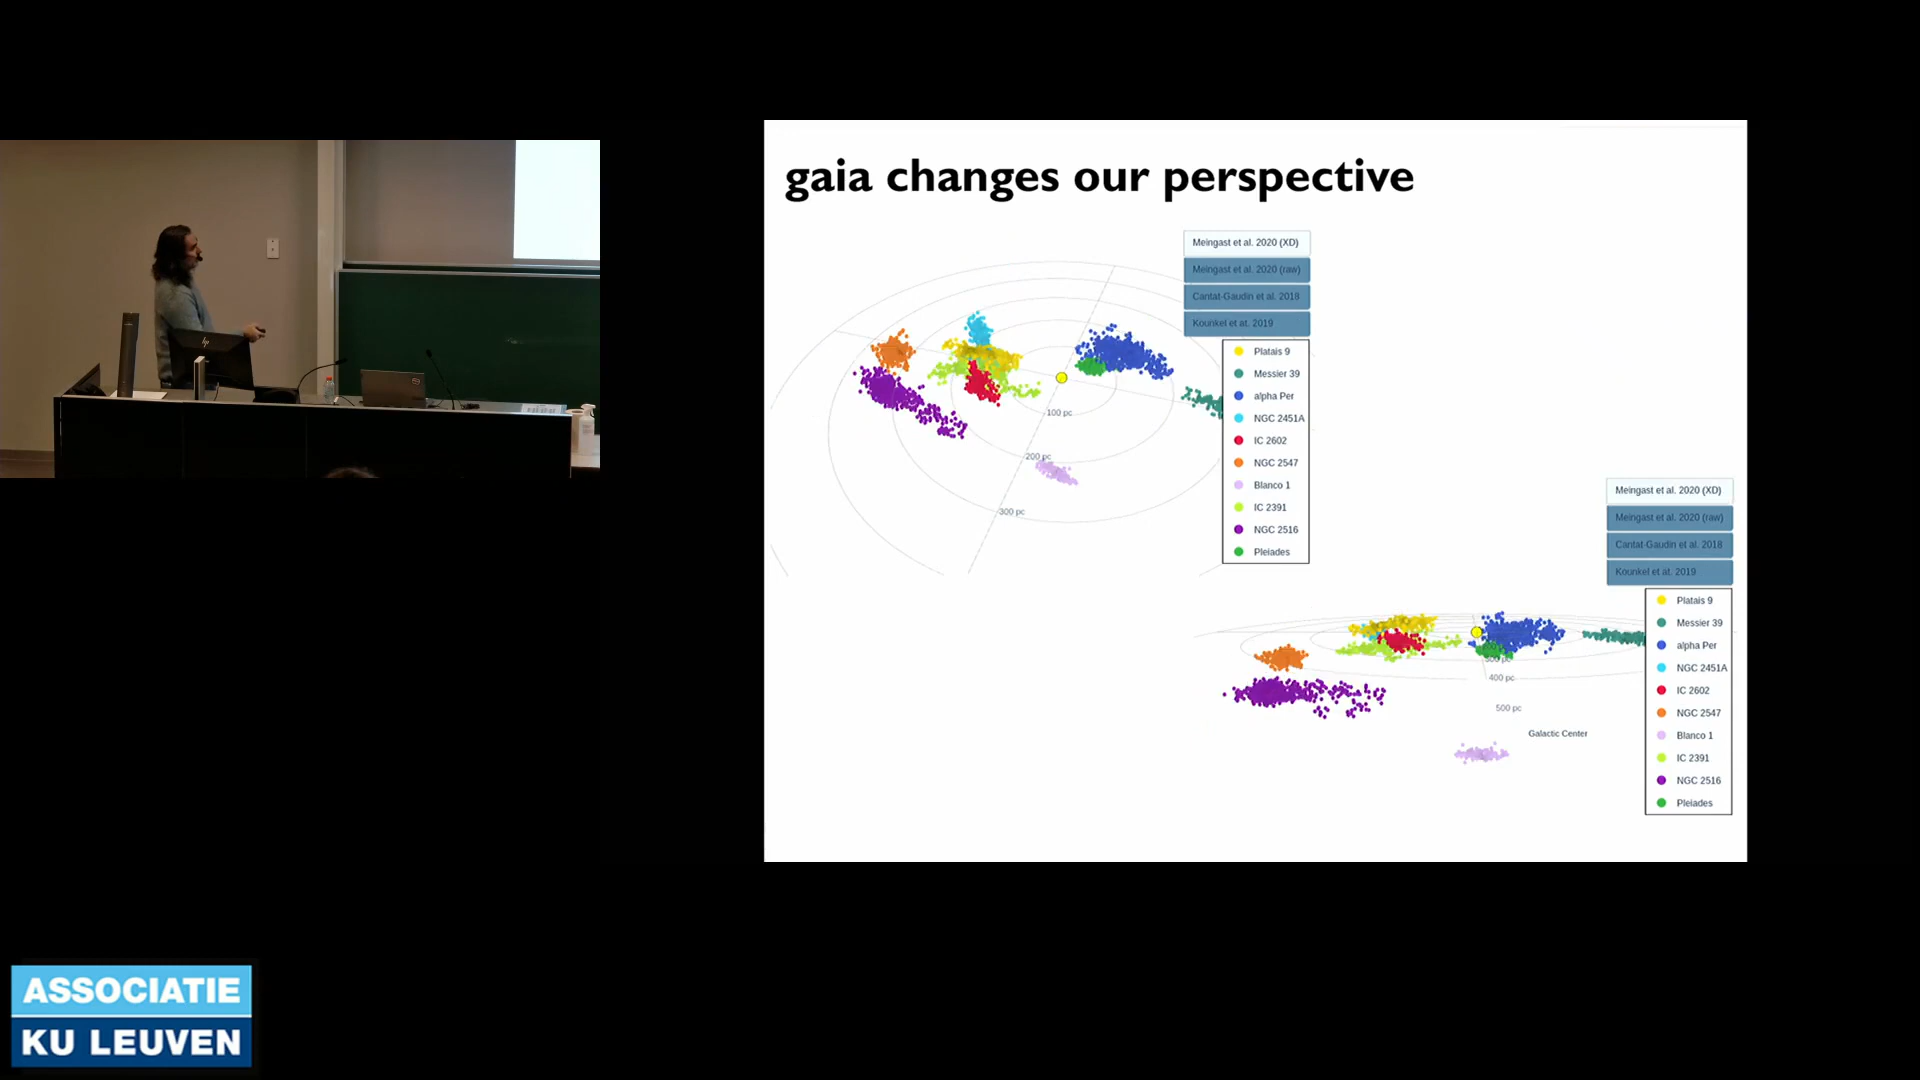 gaia changes our perspective
Meingast et al. 2020 (XD)
Meingast et al. 2020 (raw)
Cantat-Gaudin et al. 2018
Kounkel et at. 2019
Platais 9
Messier 39
alpha Per
NGC 2451A
IC 2602
NGC 2547
Blanco 1
IC 2391
NGC 2516
Pleiades
100 pc
200 pc
300 pc
Meingast et al. 2020 (XD)
Meingast et al. 2020 (raw)
Cantat-Gaudin et al. 2018
Kounkel et at. 2019
Platais 9
Messier 39
alpha Per
NGC 2451A
IC 2602
NGC 2547
Blanco 1
IC 2391
NGC 2516
Pleiades
300 pc
400 pc
500 pc
Galactic Center
hp
ASSOCIATIE
KU LEUVEN